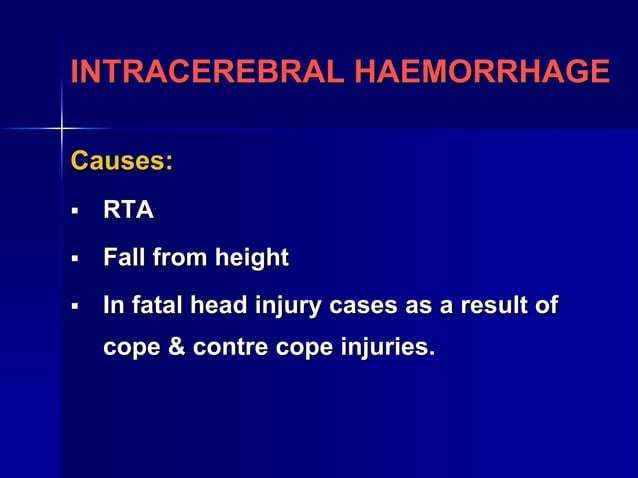 INTRACEREBRAL HAEMORRHAGE
Causes:
▪ RTA
▪ Fall from height
▪ In fatal head injury cases as a result of
cope & contre cope injuries.